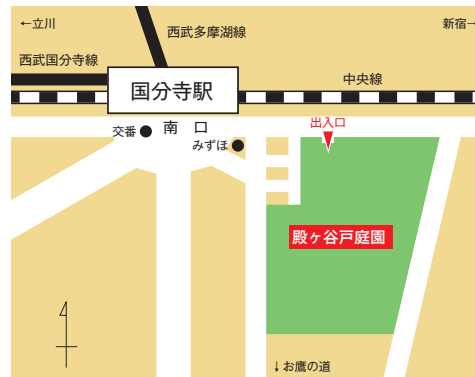 ←立川
西武多摩湖線
新宿→
西武国分寺線
中央線
国分寺駅
出入口
交番
南 口
みずほ
殿ヶ谷戸庭園
↓お鷹の道